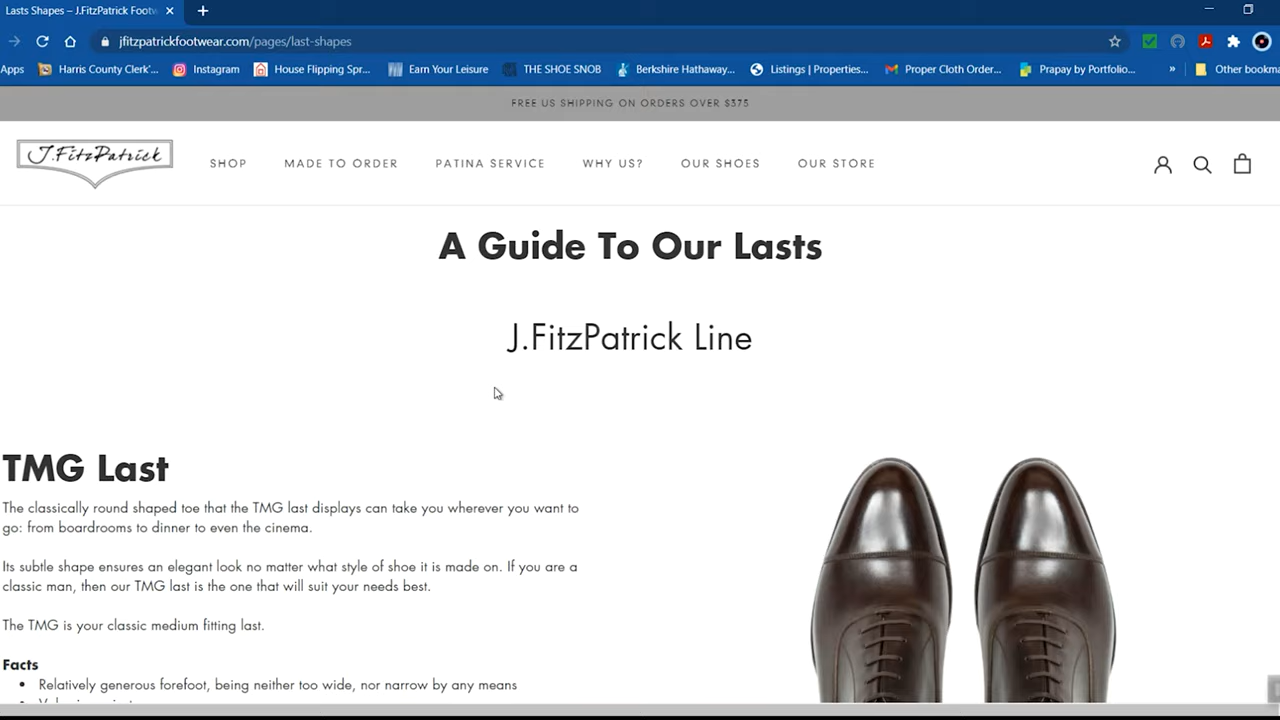 Lasts Shapes – J.FitzPatrick Footw
jfitzpatrickfootwear.com/pages/last-shapes
Apps Harris County Clerk'... Instagram House Flipping Spr... Earn Your Leisure THE SHOE SNOB Berkshire Hathaway... Listings | Properties... Proper Cloth Order... Prapay by Portfolio... » Other bookma
FREE US SHIPPING ON ORDERS OVER $375
J.FitzPatrick SHOP MADE TO ORDER PATINA SERVICE WHY US? OUR SHOES OUR STORE
A Guide To Our Lasts
J.FitzPatrick Line
TMG Last
The classically round shaped toe that the TMG last displays can take you wherever you want to
go: from boardrooms to dinner to even the cinema.
Its subtle shape ensures an elegant look no matter what style of shoe it is made on. If you are a
classic man, then our TMG last is the one that will suit your needs best.
The TMG is your classic medium fitting last.
Facts
• Relatively generous forefoot, being neither too wide, nor narrow by any means